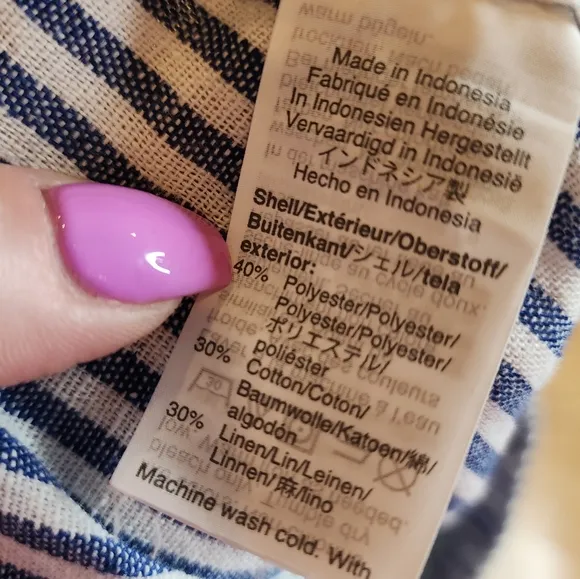 Made in Indonesia
Fabriqué en Indonésie
In Indonesien Hergestellt
Vervaardigd in Indonesië
インドネシア製
Hecho en Indonesia
Shell/Extérieur/Oberstoff/
Buitenkant/シェル/tela
exterior:
40% Polyester/Polyester/
Polyester/Polyester/
ポリエステル/
poliéster
30% Cotton/Coton/
Baumwolle/Katoen/綿/
algodón
30% Linen/Lin/Leinen/
Linnen/麻/lino
Machine wash cold. With